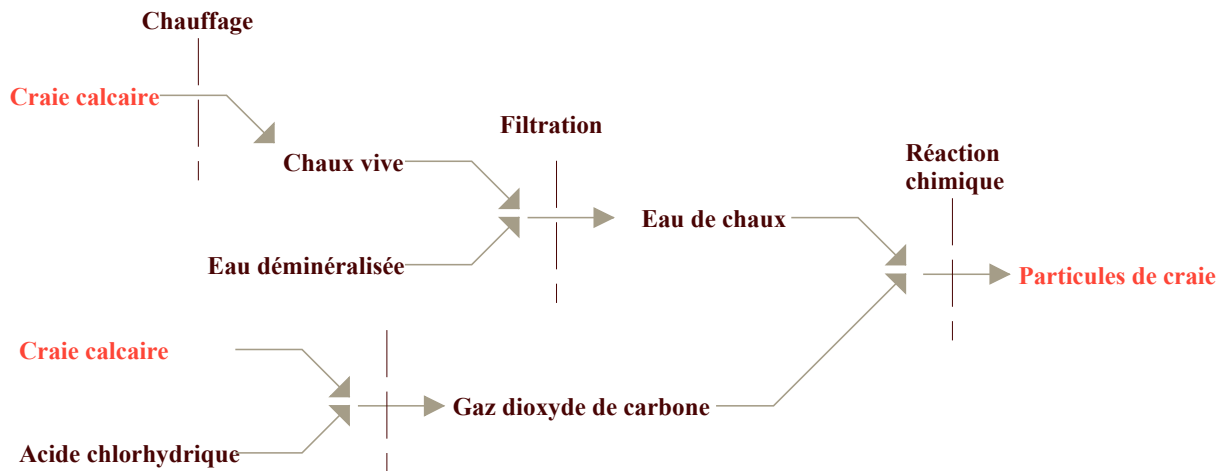 Chauffage
Craie calcaire
Filtration
Chaux vive
Réaction
chimique
Eau de chaux
Eau déminéralisée
Particules de craie
Craie calcaire
Gaz dioxyde de carbone
Acide chlorhydrique